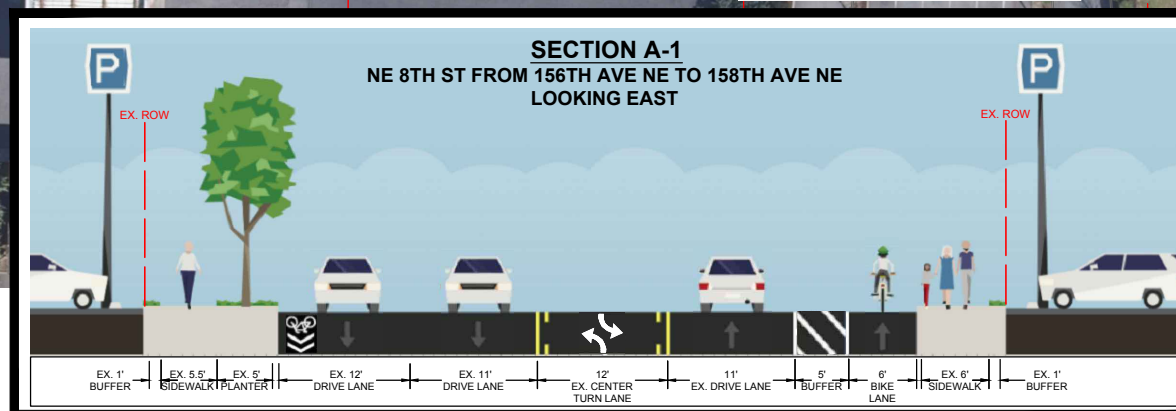 SECTION A-1
NE 8TH ST FROM 156TH AVE NE TO 158TH AVE NE
LOOKING EAST
P
P
EX. ROW
EX. ROW
EX. 1'
BUFFER
EX. 5.5'
SIDEWALK
EX. 5'
PLANTER
EX. 12'
DRIVE LANE
EX. 11'
DRIVE LANE
12'
EX. CENTER
TURN LANE
11'
EX. DRIVE LANE
5'
BUFFER
6'
BIKE
LANE
EX. 6'
SIDEWALK
EX. 1'
BUFFER